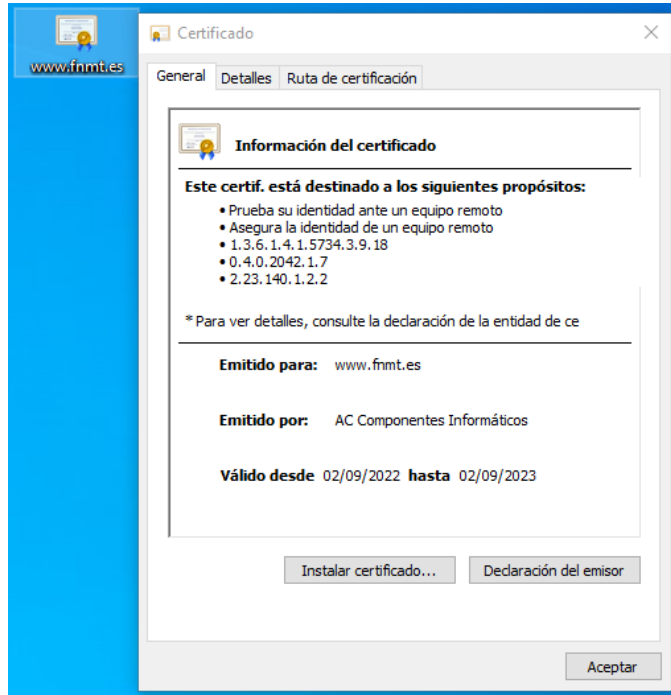 www.fnmt.es
Certificado
General Detalles Ruta de certificación
Información del certificado
Este certif. está destinado a los siguientes propósitos:
• Prueba su identidad ante un equipo remoto
• Asegura la identidad de un equipo remoto
• 1.3.6.1.4.1.5734.3.9.18
• 0.4.0.2042.1.7
• 2.23.140.1.2.2
* Para ver detalles, consulte la declaración de la entidad de ce
Emitido para: www.fnmt.es
Emitido por: AC Componentes Informáticos
Válido desde 02/09/2022 hasta 02/09/2023
Instalar certificado... Declaración del emisor
Aceptar